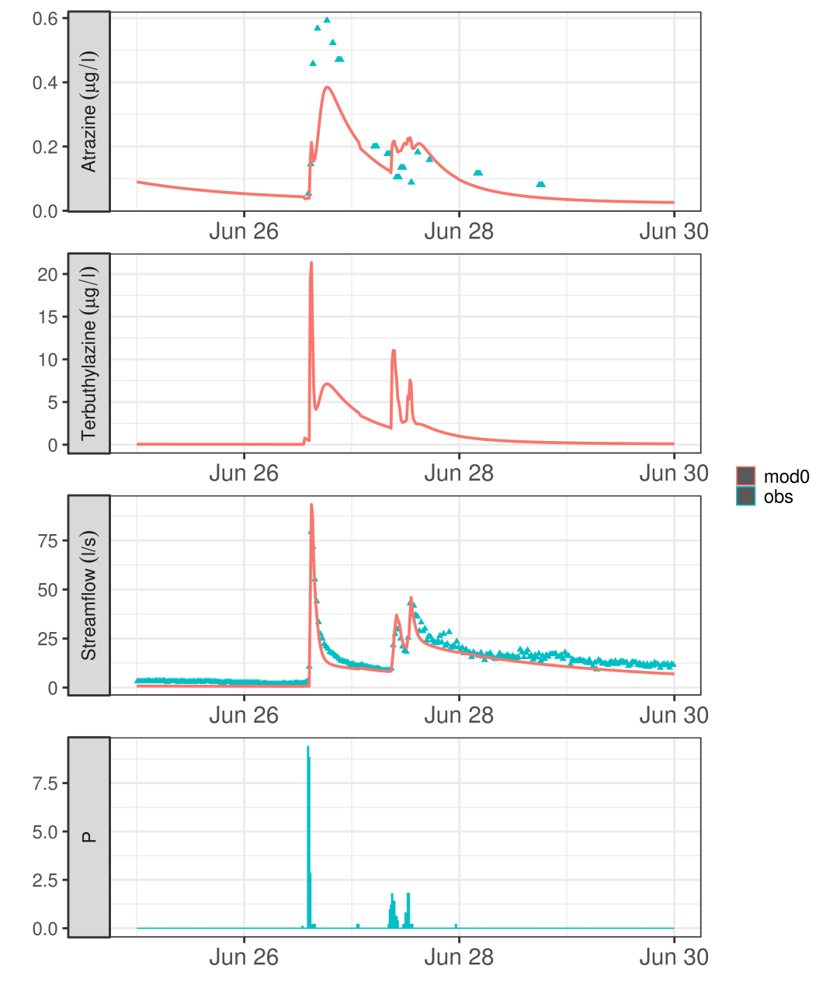 Atrazine (µg/l)
0.6
0.4
0.2
0.0
Jun 26
Jun 28
Jun 30
Terbuthylazine (µg/l)
20
15
10
5
0
Jun 26
Jun 28
Jun 30
mod0
obs
Streamflow (l/s)
75
50
25
0
Jun 26
Jun 28
Jun 30
P
7.5
5.0
2.5
0.0
Jun 26
Jun 28
Jun 30